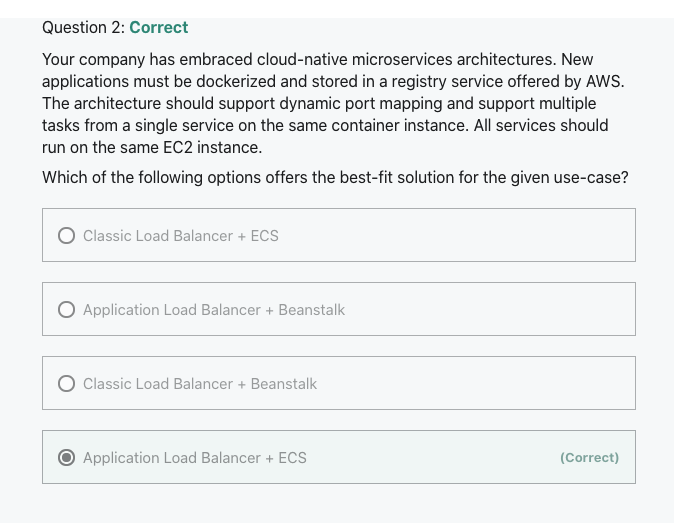 Question 2: Correct
Your company has embraced cloud-native microservices architectures. New
applications must be dockerized and stored in a registry service offered by AWS.
The architecture should support dynamic port mapping and support multiple
tasks from a single service on the same container instance. All services should
run on the same EC2 instance.
Which of the following options offers the best-fit solution for the given use-case?
Classic Load Balancer + ECS
Application Load Balancer + Beanstalk
Classic Load Balancer + Beanstalk
Application Load Balancer + ECS (Correct)